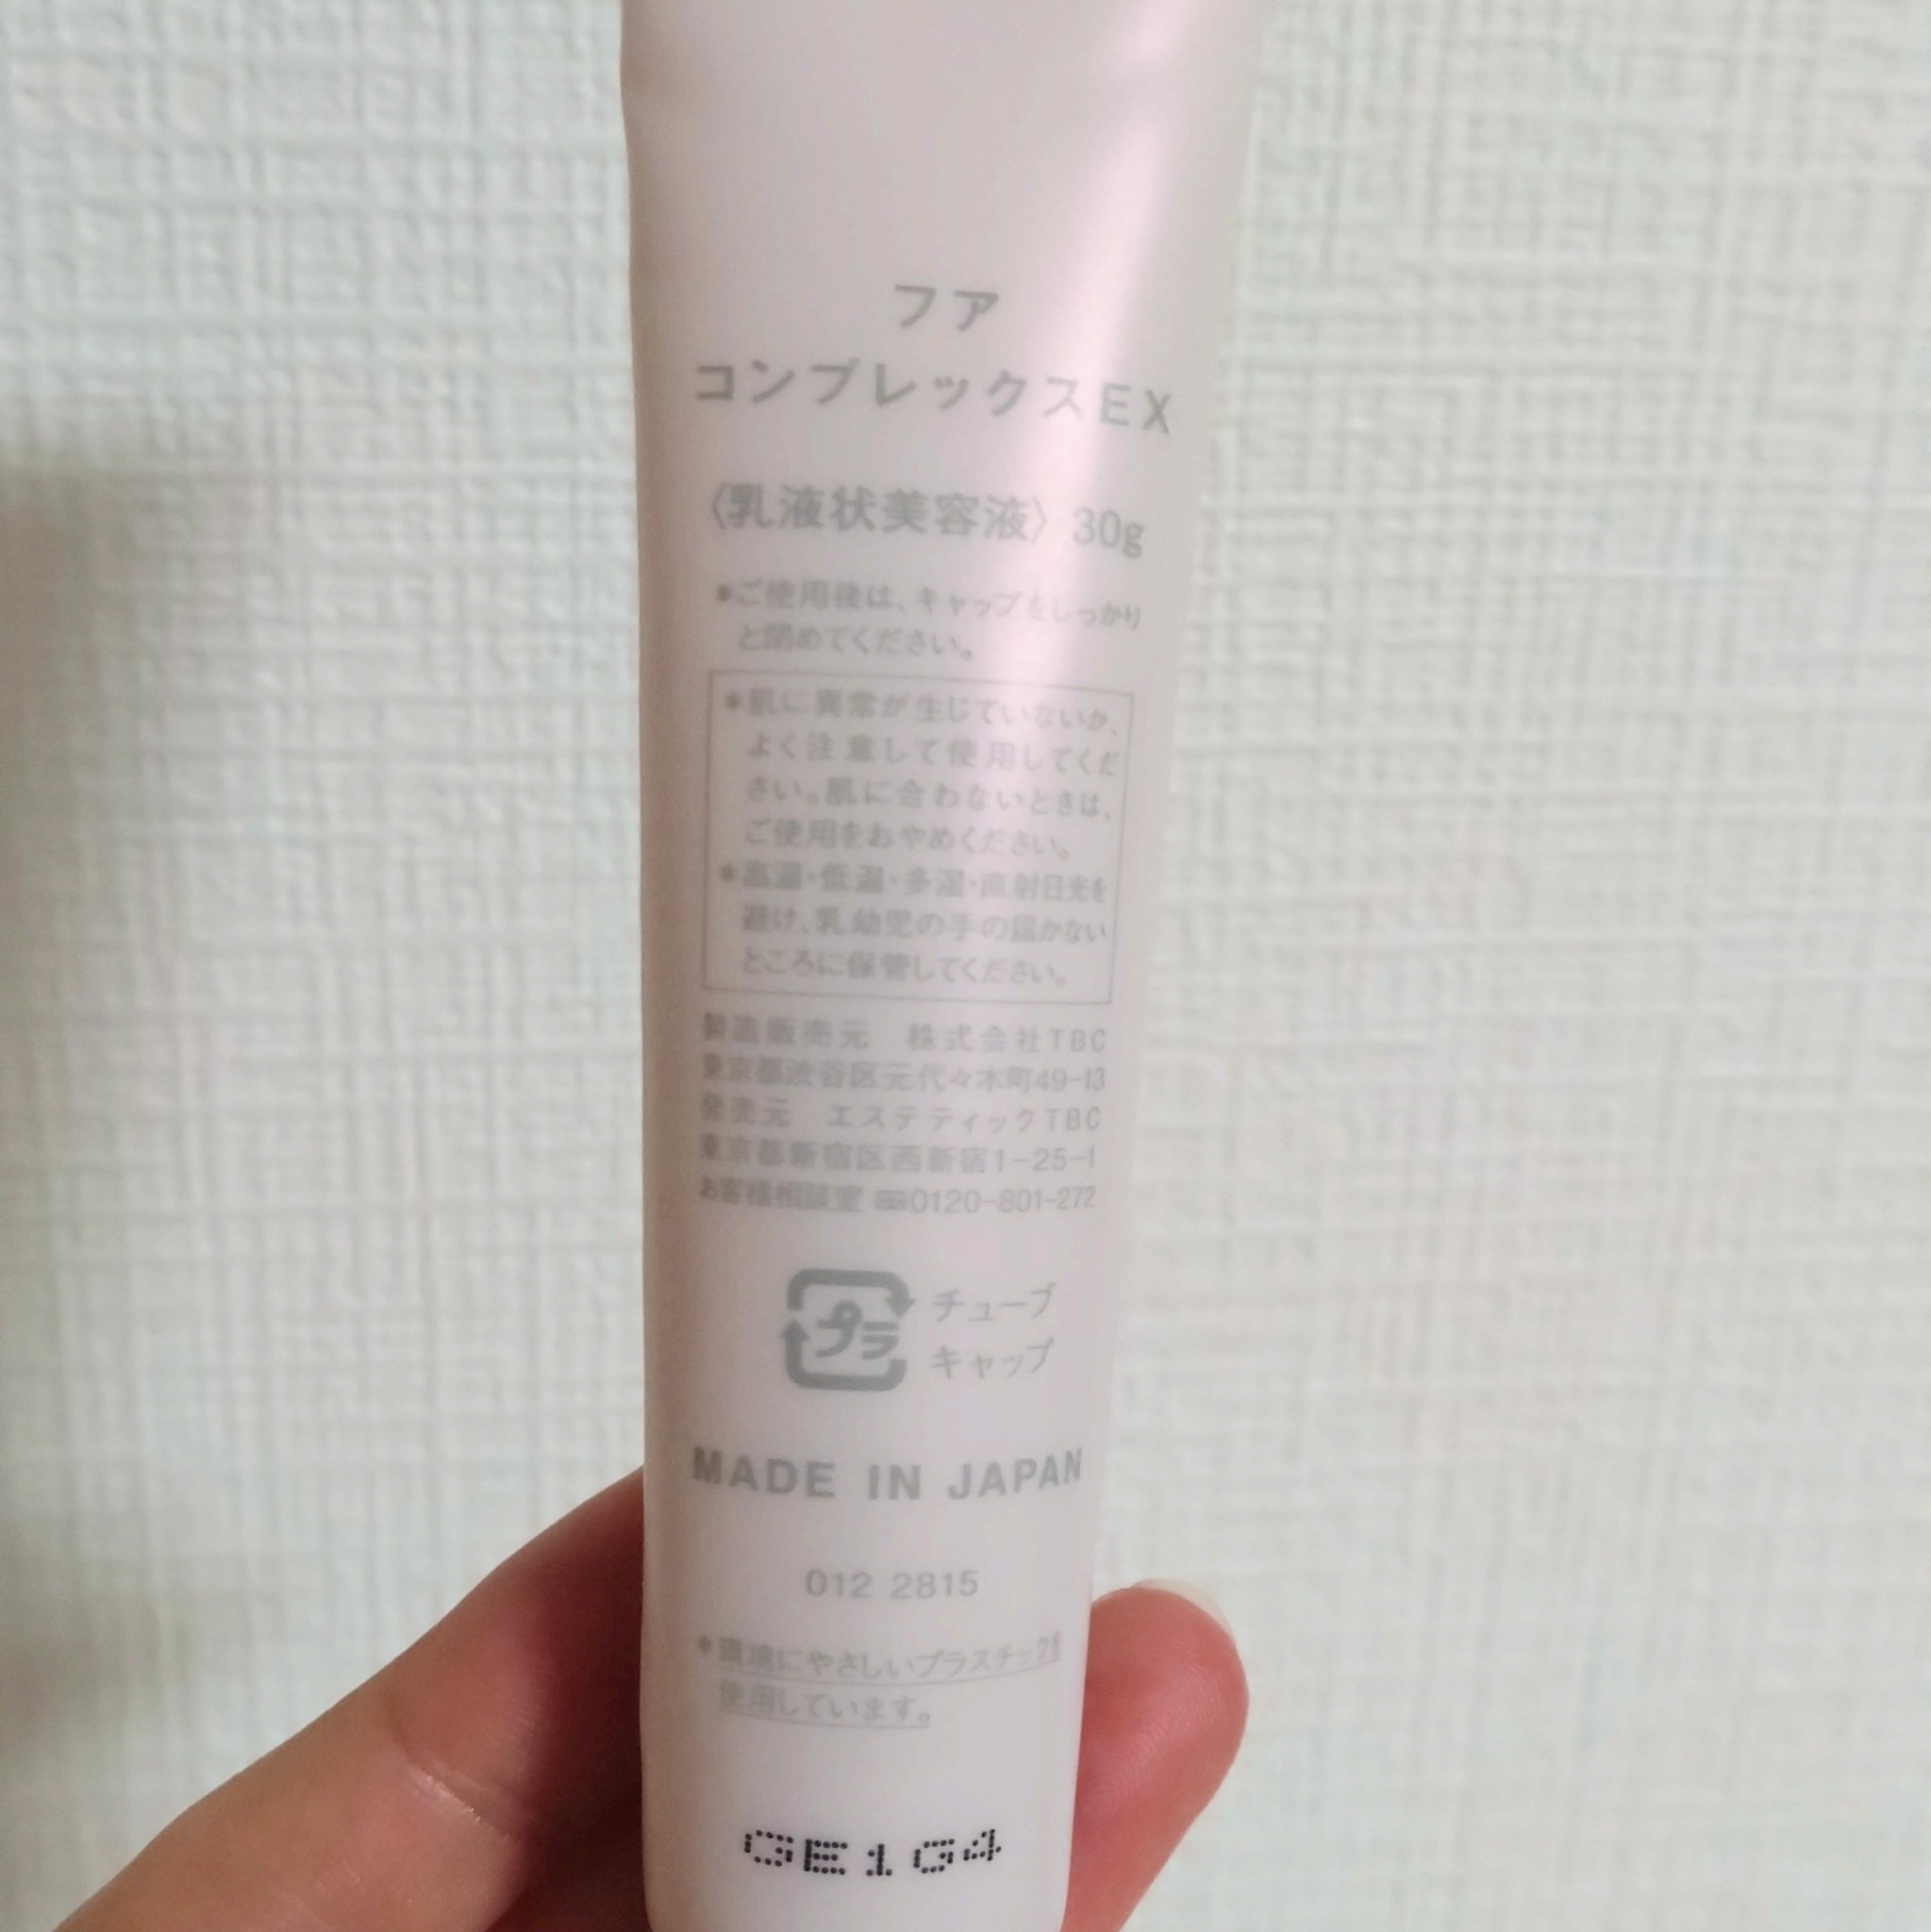 フア
コンプレックスEX
〈乳液状美容液〉30g
*ご使用後は、キャップをしっかり
と閉めてください。
*肌に異常が生じていないか、
よく注意して使用してくだ
さい。肌に合わないときは、
ご使用をおやめください。
*高温・低温・多湿・直射日光を
避け、乳幼児の手の届かない
ところに保管してください。
製造販売元 株式会社TBC
東京都渋谷区元代々木町49-13
発売元 エステティックTBC
東京都新宿区西新宿1-25-1
お客様相談室 0120-801-272
プラ
チューブ
キャップ
MADE IN JAPAN
012 2815
*環境にやさしいプラスチックを
使用しています。
GE1G4